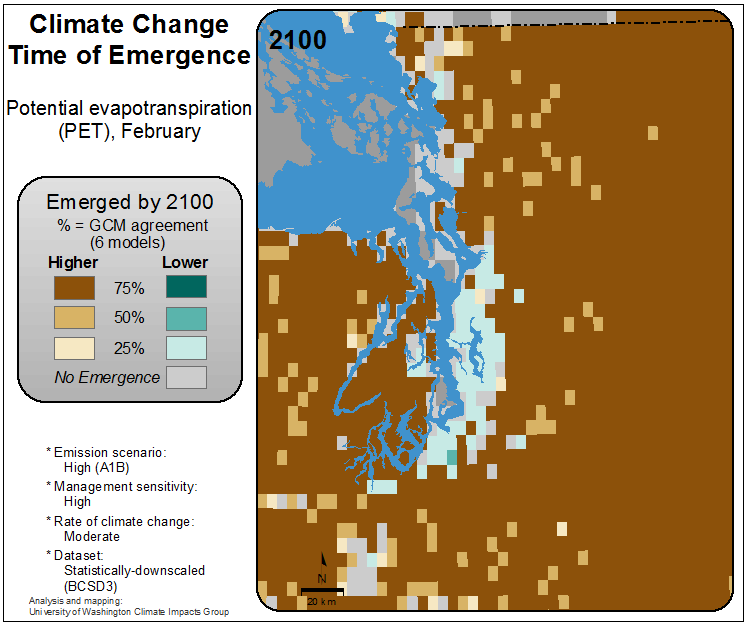 Climate Change
Time of Emergence
Potential evapotranspiration
(PET), February
Emerged by 2100
% = GCM agreement
(6 models)
Higher Lower
75%
50%
25%
No Emergence
* Emission scenario:
High (A1B)
* Management sensitivity:
High
* Rate of climate change:
Moderate
* Dataset:
Statistically-downscaled
(BCSD3)
Analysis and mapping:
University of Washington Climate Impacts Group
2100
N
20 km